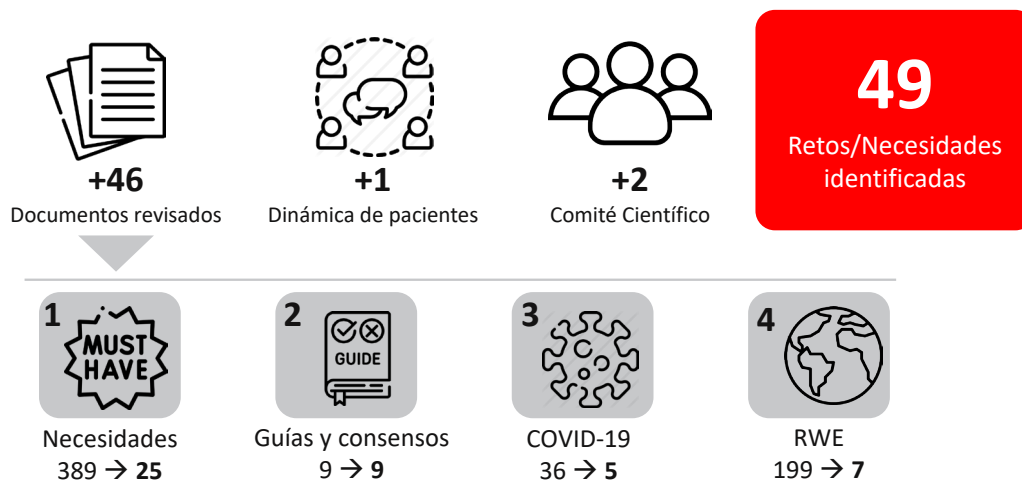 +46
Documentos revisados
+1
Dinámica de pacientes
+2
Comité Científico
49
Retos/Necesidades
identificadas
1
MUST
HAVE
Necesidades
389 → 25
2
GUIDE
Guías y consensos
9 → 9
3
COVID-19
36 → 5
4
RWE
199 → 7